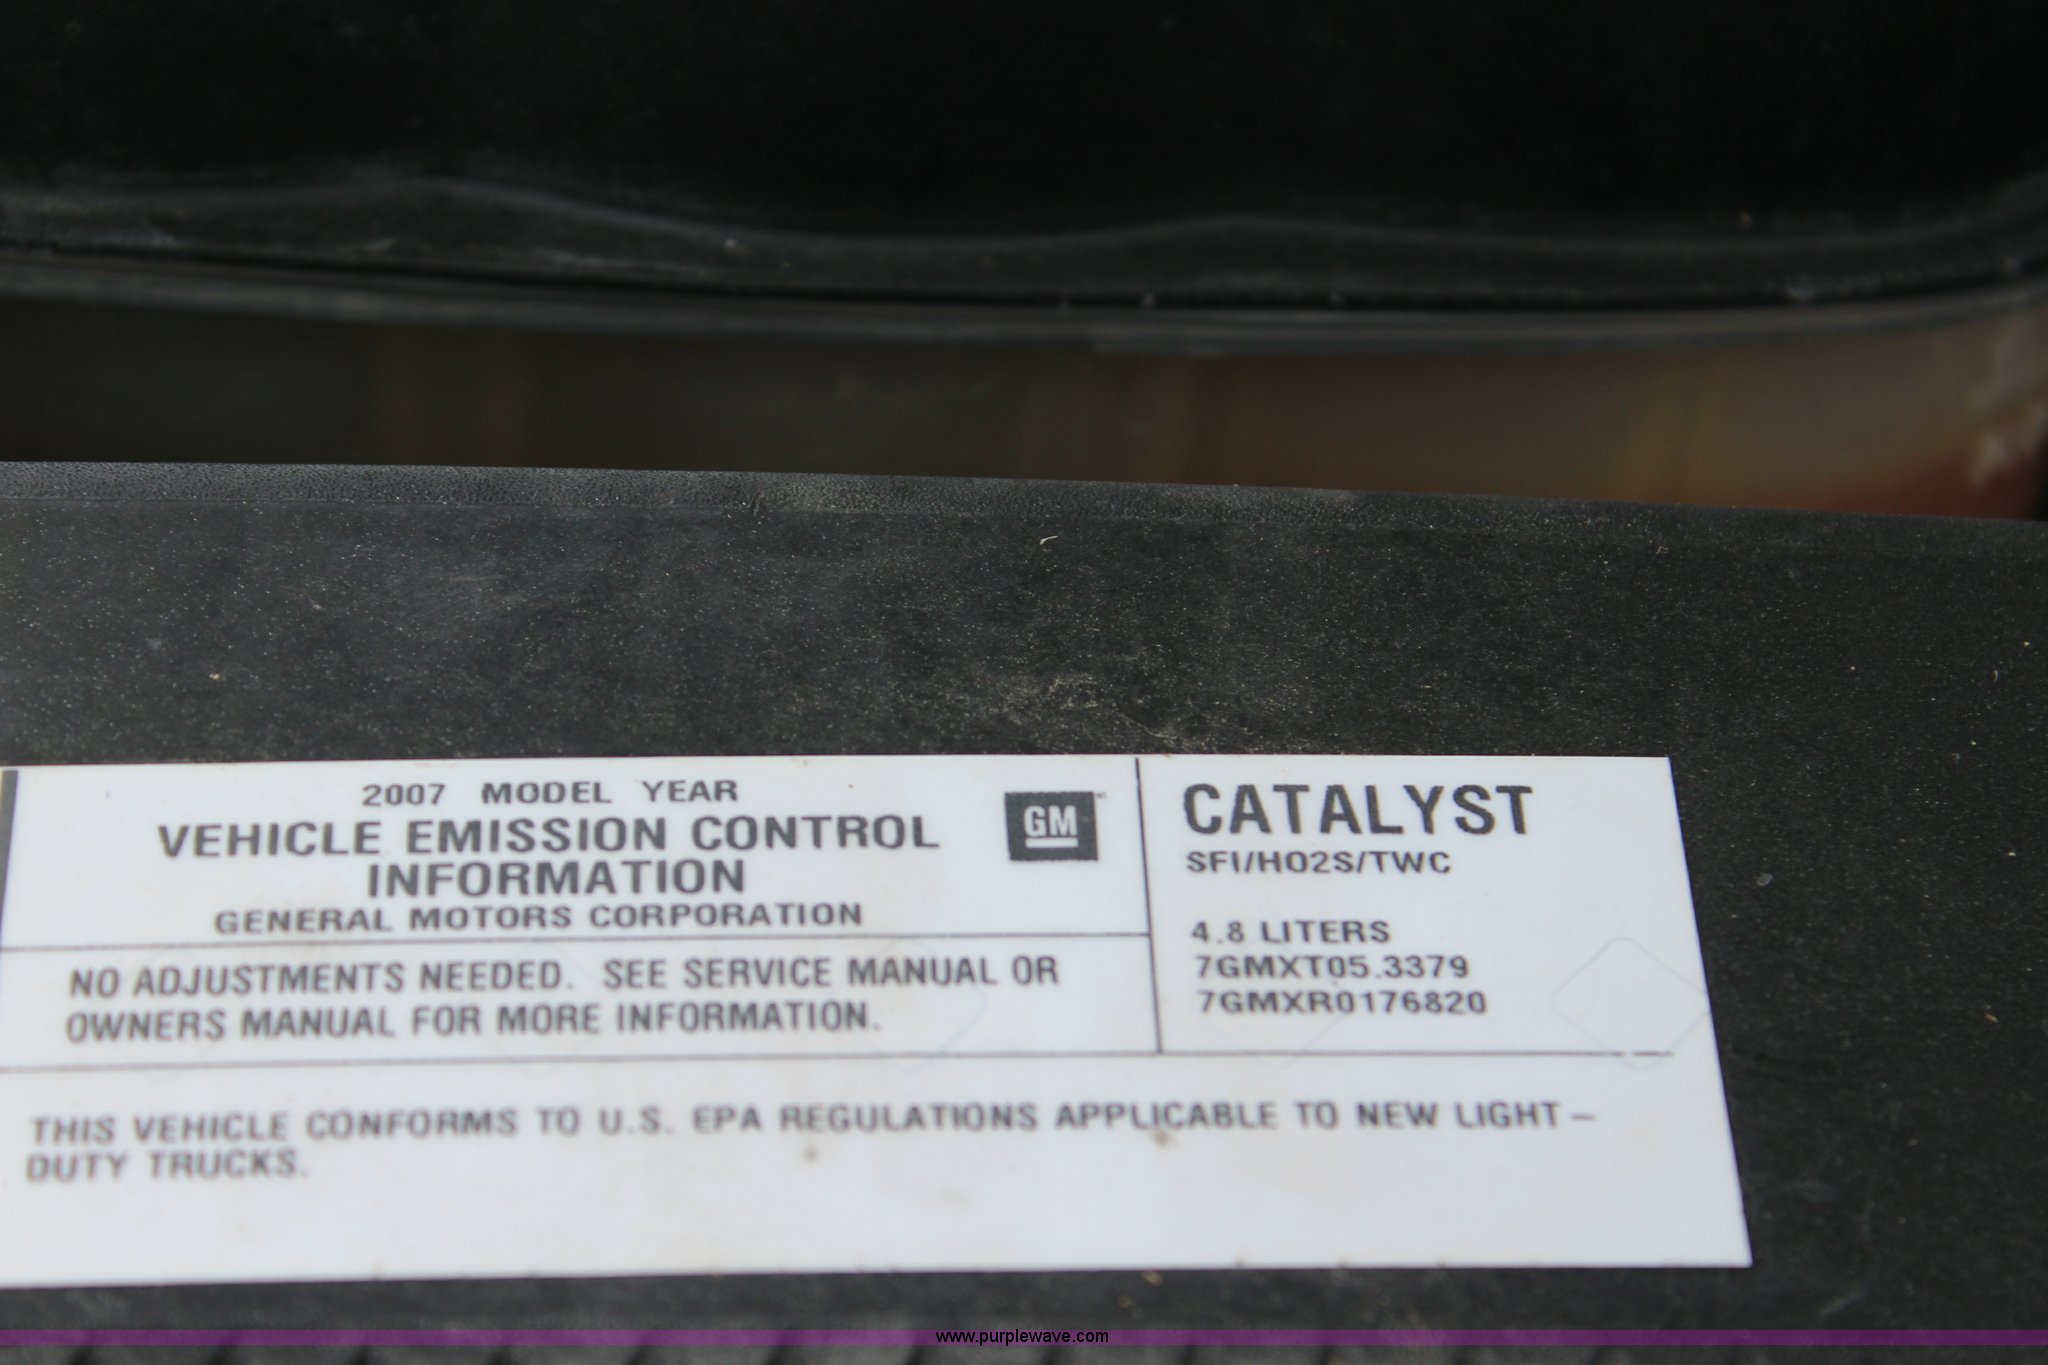 2007 MODEL YEAR
VEHICLE EMISSION CONTROL
INFORMATION
GENERAL MOTORS CORPORATION
GM
CATALYST
SFI/HO2S/TWC
4.8 LITERS
7GMXT05.3379
7GMXR0176820
NO ADJUSTMENTS NEEDED. SEE SERVICE MANUAL OR
OWNERS MANUAL FOR MORE INFORMATION.
THIS VEHICLE CONFORMS TO U.S. EPA REGULATIONS APPLICABLE TO NEW LIGHT-
DUTY TRUCKS.
www.purplewave.com